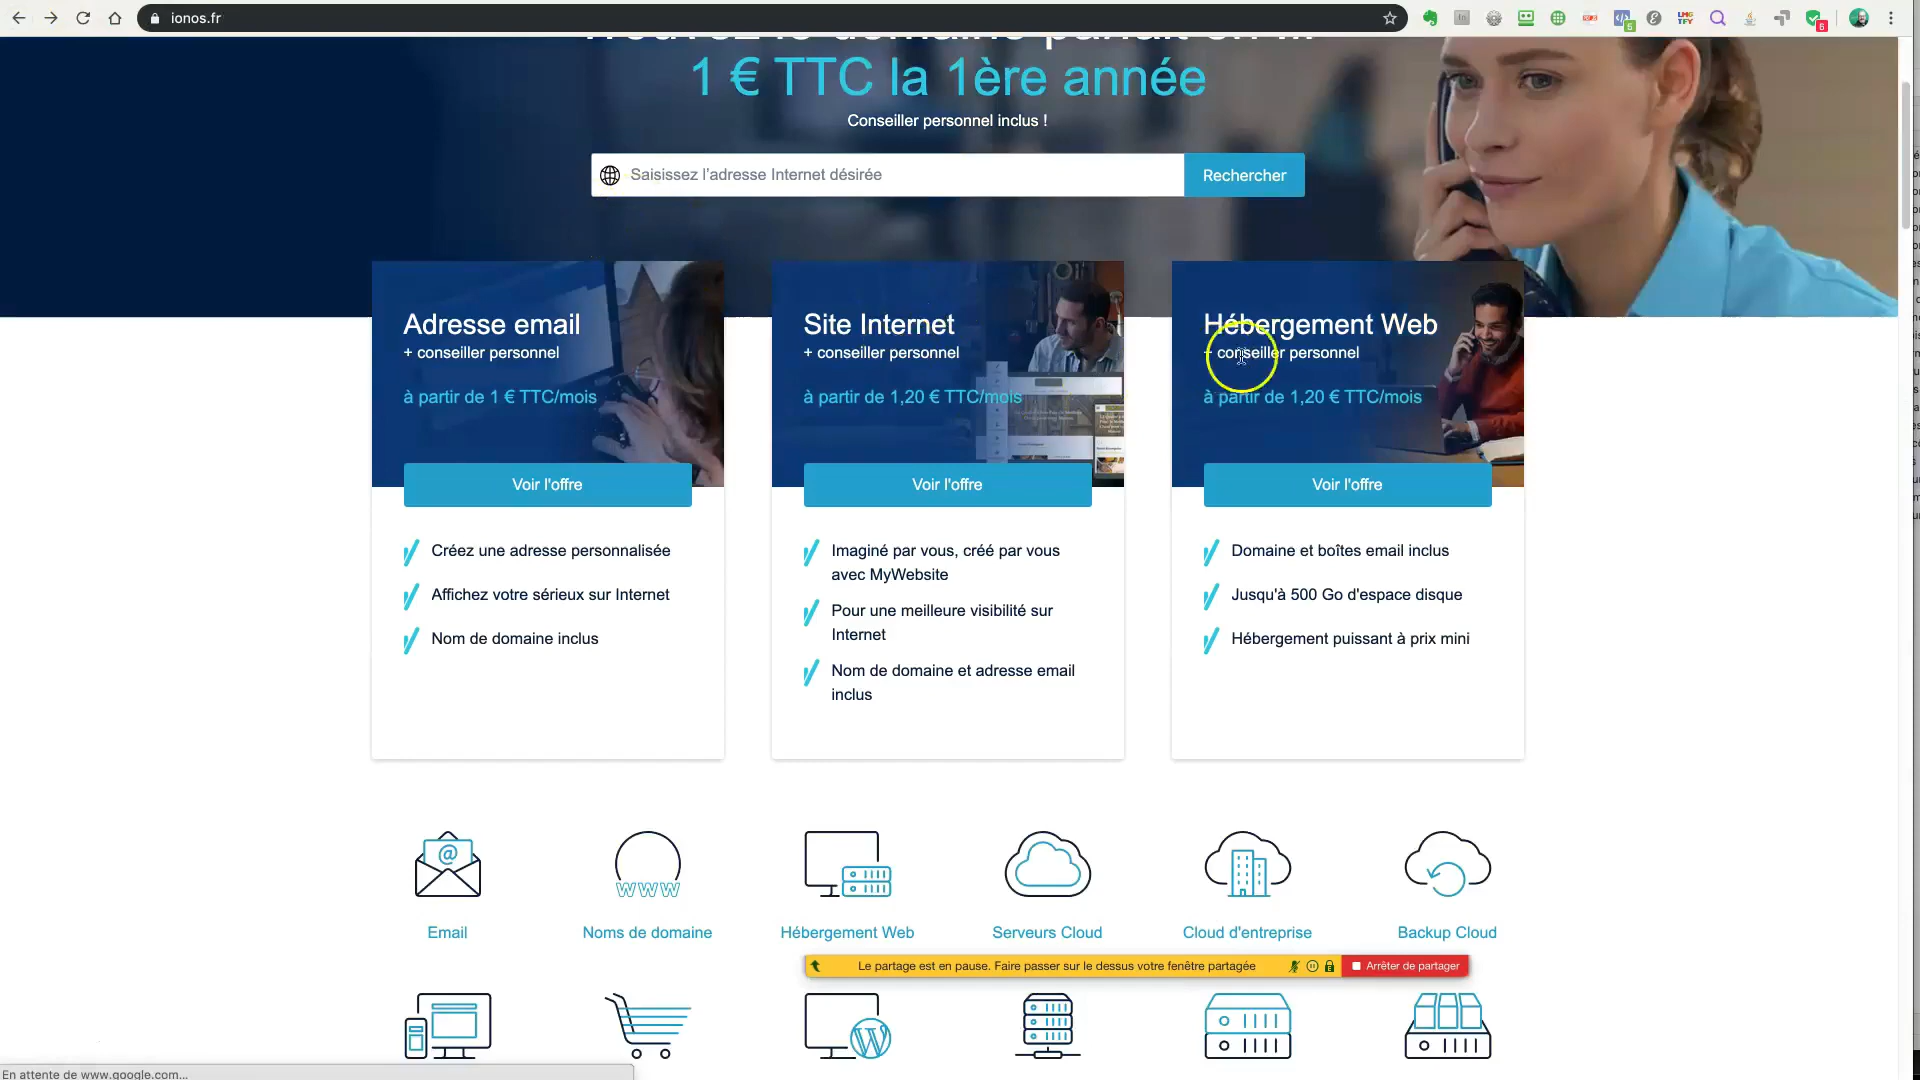 ionos.fr
Trouvez le domaine parfait en ...
1 € TTC la 1ère année
Conseiller personnel inclus !
Saisissez l'adresse Internet désirée
Rechercher
Adresse email
+ conseiller personnel
à partir de 1 € TTC/mois
Voir l'offre
Créez une adresse personnalisée
Affichez votre sérieux sur Internet
Nom de domaine inclus
Site Internet
+ conseiller personnel
à partir de 1,20 € TTC/mois
Voir l'offre
Imaginé par vous, créé par vous
avec MyWebsite
Pour une meilleure visibilité sur
Internet
Nom de domaine et adresse email
inclus
Hébergement Web
+ conseiller personnel
à partir de 1,20 € TTC/mois
Voir l'offre
Domaine et boîtes email inclus
Jusqu'à 500 Go d'espace disque
Hébergement puissant à prix mini
@
www
Email
Noms de domaine
Hébergement Web
Serveurs Cloud
Cloud d'entreprise
Backup Cloud
Le partage est en pause. Faire passer sur le dessus votre fenêtre partagée
Arrêter de partager
En attente de www.google.com...